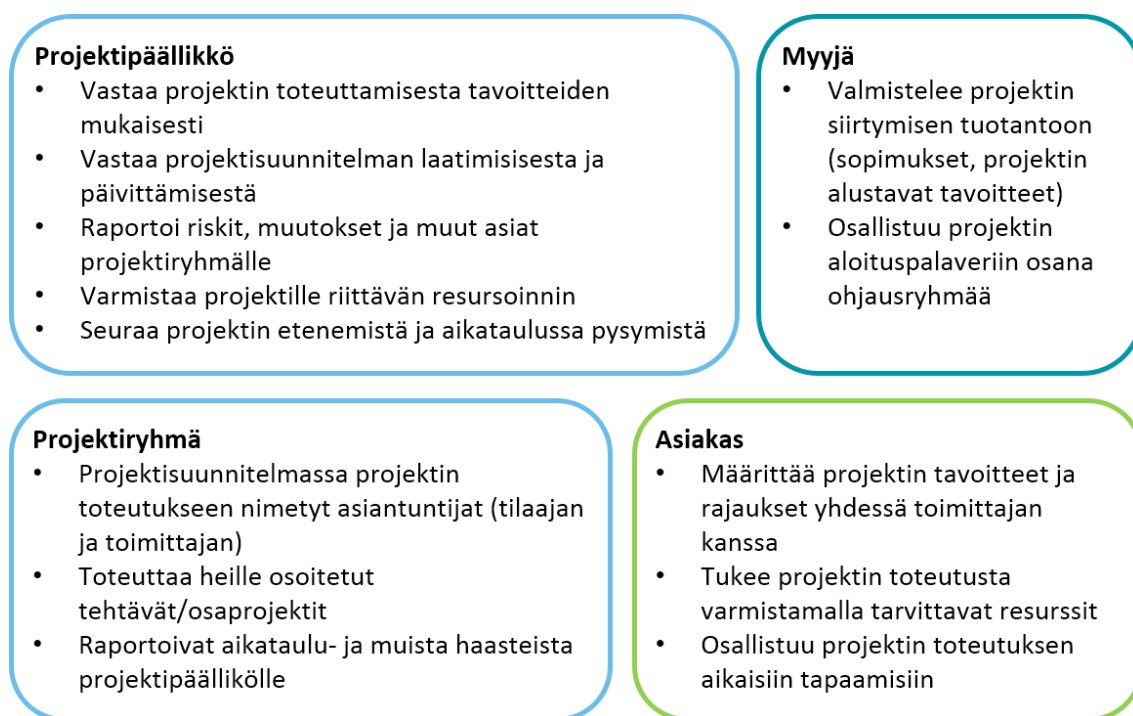 Projektipäällikkö
• Vastaa projektin toteuttamisesta tavoitteiden
mukaisesti
• Vastaa projektisuunnitelman laatimisisesta ja
päivittämisestä
• Raportoi riskit, muutokset ja muut asiat
projektiryhmälle
• Varmistaa projektille riittävän resursoinnin
• Seuraa projektin etenemistä ja aikataulussa pysymistä
Myyjä
• Valmistelee projektin
siirtymisen tuotantoon
(sopimukset, projektin
alustavat tavoitteet)
• Osallistuu projektin
aloituspalaveriin osana
ohjausryhmää
Projektiryhmä
• Projektisuunnitelmassa projektin
toteutukseen nimetyt asiantuntijat (tilaajan
ja toimittajan)
• Toteuttaa heille osoitetut
tehtävät/osaprojektit
• Raportoivat aikataulu- ja muista haasteista
projektipäällikölle
Asiakas
• Määrittää projektin tavoitteet ja
rajaukset yhdessä toimittajan
kanssa
• Tukee projektin toteutusta
varmistamalla tarvittavat resurssit
• Osallistuu projektin toteutuksen
aikaisiin tapaamisiin